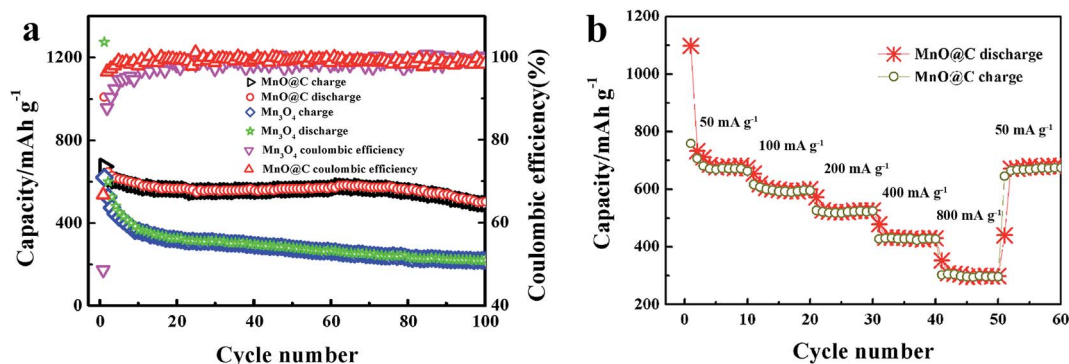 a
Capacity/mAh g⁻¹
1200
800
400
0
MnO@C charge
MnO@C discharge
Mn₃O₄ charge
Mn₃O₄ discharge
Mn₃O₄ coulombic efficiency
MnO@C coulombic efficiency
100
80
60
40
Coulombic efficiency(%)
0 20 40 60 80 100
Cycle number
b
Capacity/mAh g⁻¹
1200
1000
800
600
400
200
MnO@C discharge
MnO@C charge
50 mA g⁻¹
100 mA g⁻¹
200 mA g⁻¹
400 mA g⁻¹
800 mA g⁻¹
50 mA g⁻¹
0 10 20 30 40 50 60
Cycle number